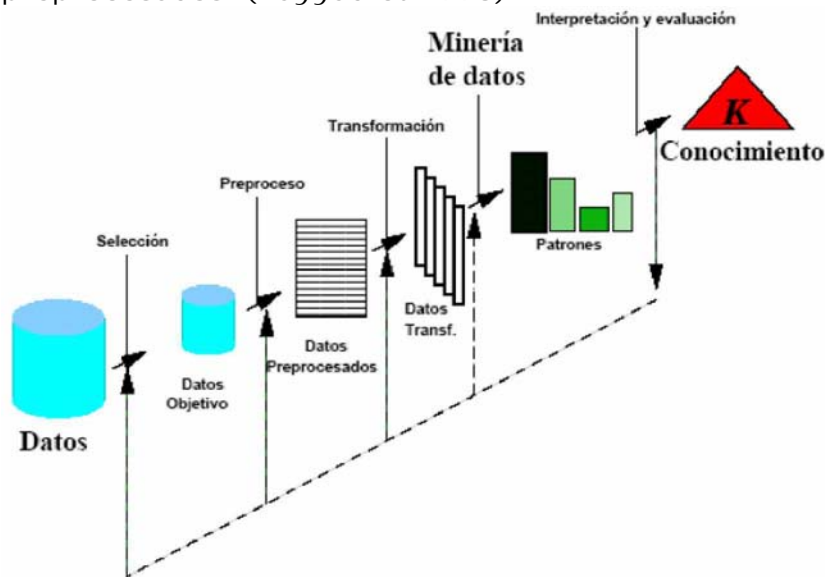 Interpretación y evaluación
Minería
de datos
Transformación
Preproceso
Selección
K
Conocimiento
Patrones
Datos
Transf.
Datos
Preprocesados
Datos
Objetivo
Datos